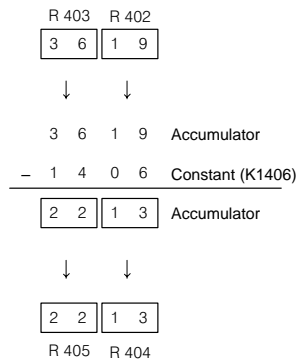 R 403 R 402
3 6 1 9
↓ ↓
3 6 1 9 Accumulator
– 1 4 0 6 Constant (K1406)
2 2 1 3 Accumulator
↓ ↓
2 2 1 3
R 405 R 404